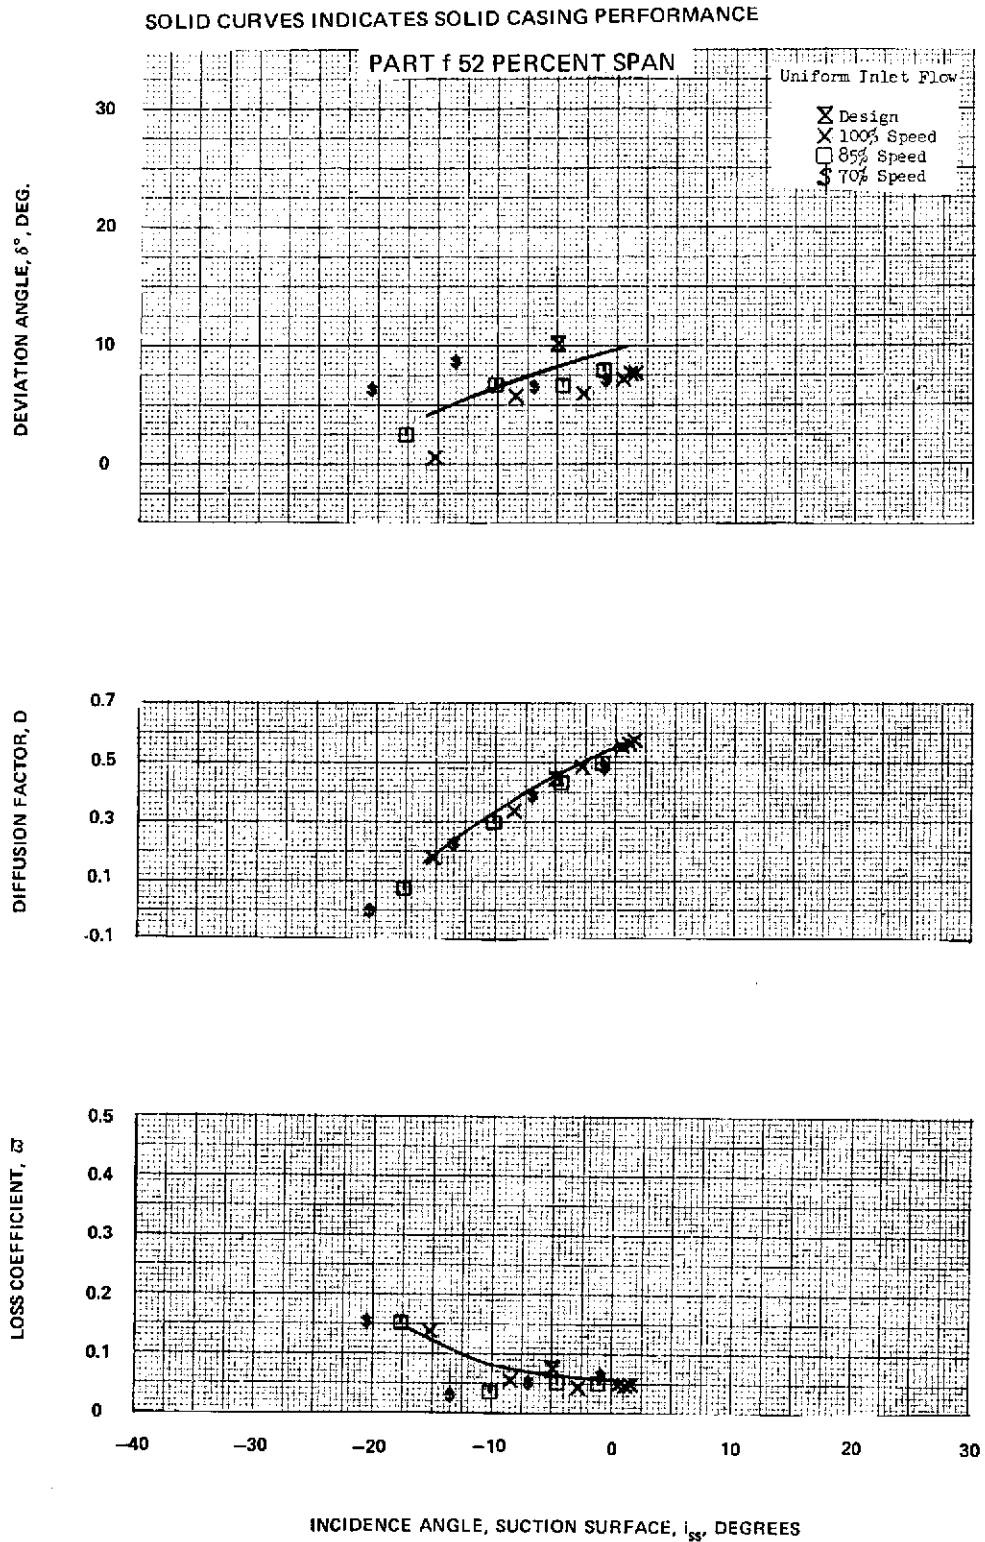 SOLID CURVES INDICATES SOLID CASING PERFORMANCE
PART f 52 PERCENT SPAN
Uniform Inlet Flow
Design
100% Speed
85% Speed
70% Speed
DEVIATION ANGLE, δ°, DEG.
30
20
10
0
DIFFUSION FACTOR, D
0.7
0.5
0.3
0.1
-0.1
LOSS COEFFICIENT, ϖ
0.5
0.4
0.3
0.2
0.1
0
−40 −30 −20 −10 0 10 20 30
INCIDENCE ANGLE, SUCTION SURFACE, iss, DEGREES